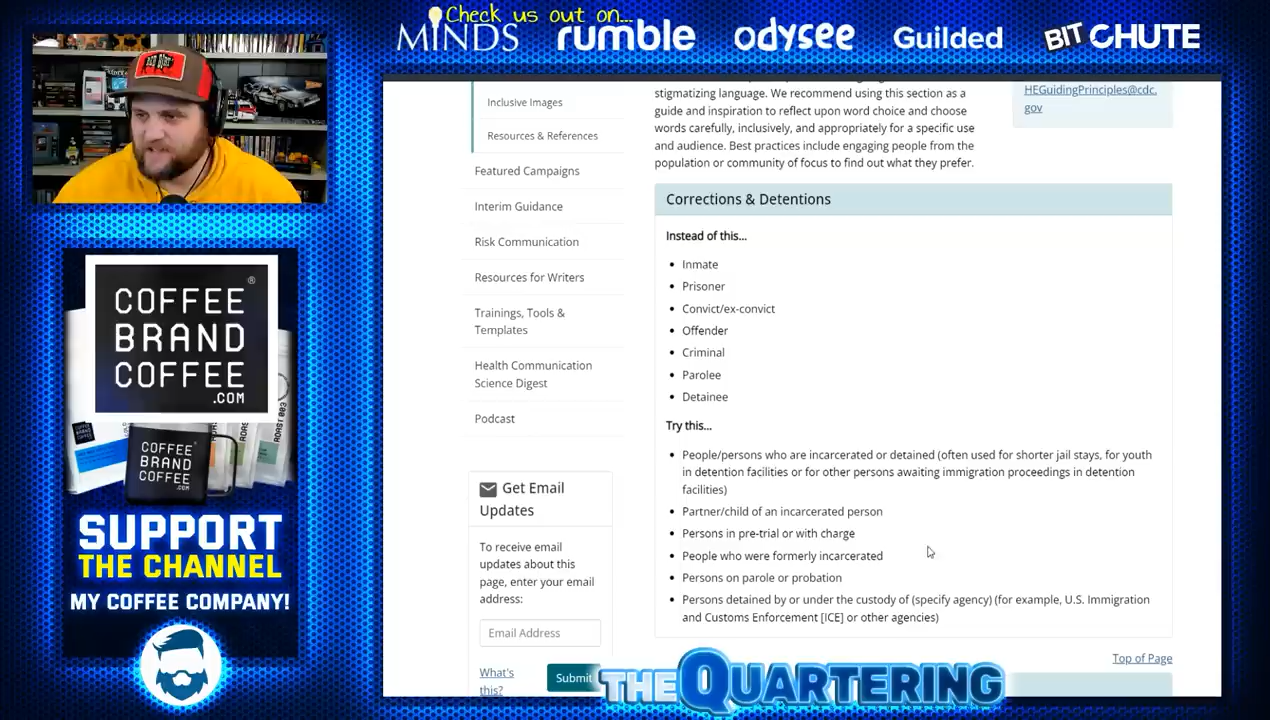 Check us out on...
MINDS rumble odysee Guilded BIT CHUTE
COFFEE
BRAND
COFFEE
.COM
®
COFFEE
BRAND
COFFEE
.COM
SUPPORT
THE CHANNEL
MY COFFEE COMPANY!
Inclusive Images
Resources & References
Featured Campaigns
Interim Guidance
Risk Communication
Resources for Writers
Trainings, Tools &
Templates
Health Communication
Science Digest
Podcast
Get Email
Updates
To receive email
updates about this
page, enter your email
address:
Email Address
What's
this?
Submit
stigmatizing language. We recommend using this section as a
guide and inspiration to reflect upon word choice and choose
words carefully, inclusively, and appropriately for a specific use
and audience. Best practices include engaging people from the
population or community of focus to find out what they prefer.
HEGuidingPrinciples@cdc.
gov
Corrections & Detentions
Instead of this...
• Inmate
• Prisoner
• Convict/ex-convict
• Offender
• Criminal
• Parolee
• Detainee
Try this...
• People/persons who are incarcerated or detained (often used for shorter jail stays, for youth
in detention facilities or for other persons awaiting immigration proceedings in detention
facilities)
• Partner/child of an incarcerated person
• Persons in pre-trial or with charge
• People who were formerly incarcerated
• Persons on parole or probation
• Persons detained by or under the custody of (specify agency) (for example, U.S. Immigration
and Customs Enforcement [ICE] or other agencies)
Top of Page
THEQUARTERING